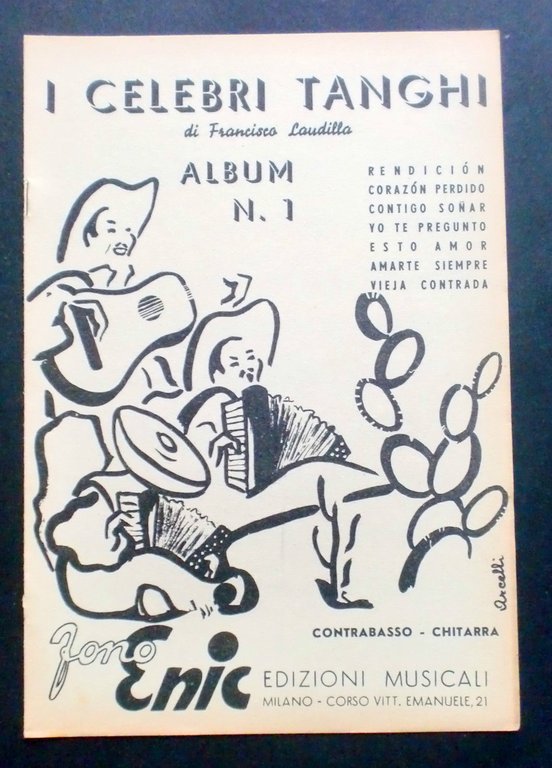 I CELEBRI TANGHI
di Francisco Laudilla
ALBUM
N. 1
RENDICIÓN
CORAZÓN PERDIDO
CONTIGO SOÑAR
YO TE PREGUNTO
ESTO AMOR
AMARTE SIEMPRE
VIEJA CONTRADA
arcelli
CONTRABASSO - CHITARRA
Fono Enic
EDIZIONI MUSICALI
MILANO - CORSO VITT. EMANUELE, 21